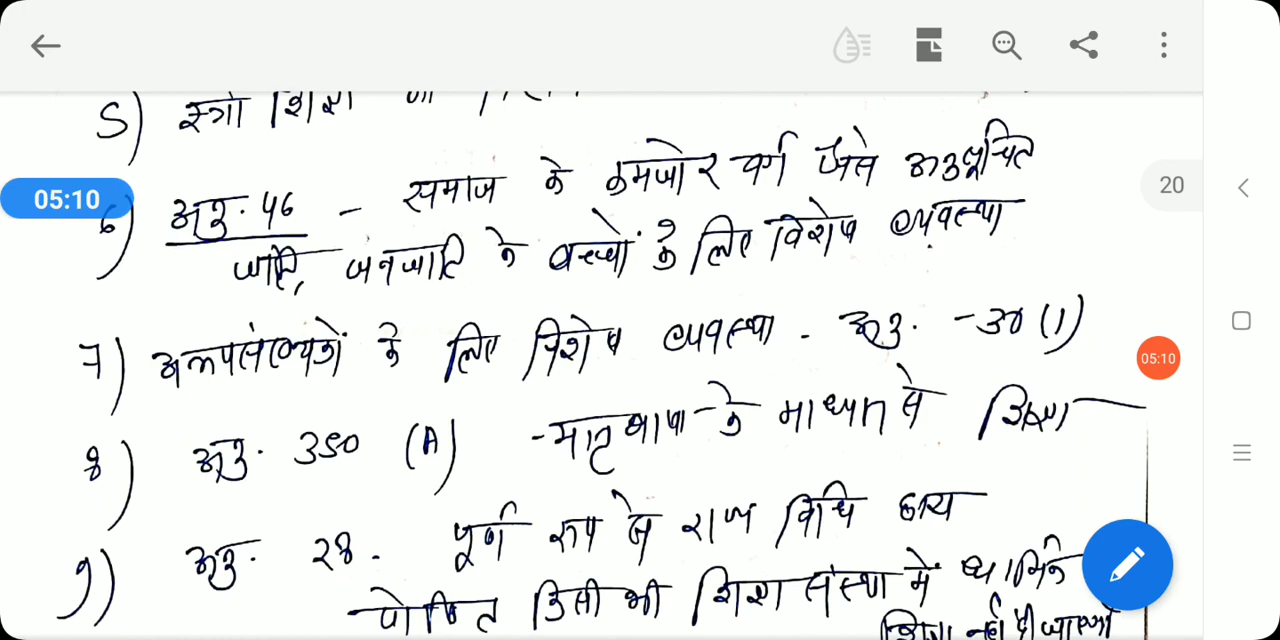 20
05:10
5) स्त्री शिक्षा
6) अनु. 46 - समाज के कमजोर वर्ग जैसे अनुसूचित
जाति, जनजाति के बच्चों के लिए विशेष व्यवस्था
7) अल्पसंख्यकों के लिए विशेष व्यवस्था - अनु. - 30 (1)
05:10
8) अनु. 350 (A) - मातृ भाषा के माध्यम से शिक्षा
9) अनु. 28. पूर्ण रूप से राज्य विधि द्वारा
पोषित किसी भी शिक्षा संस्था में धार्मिक
शिक्षा नहीं दी जाएगी